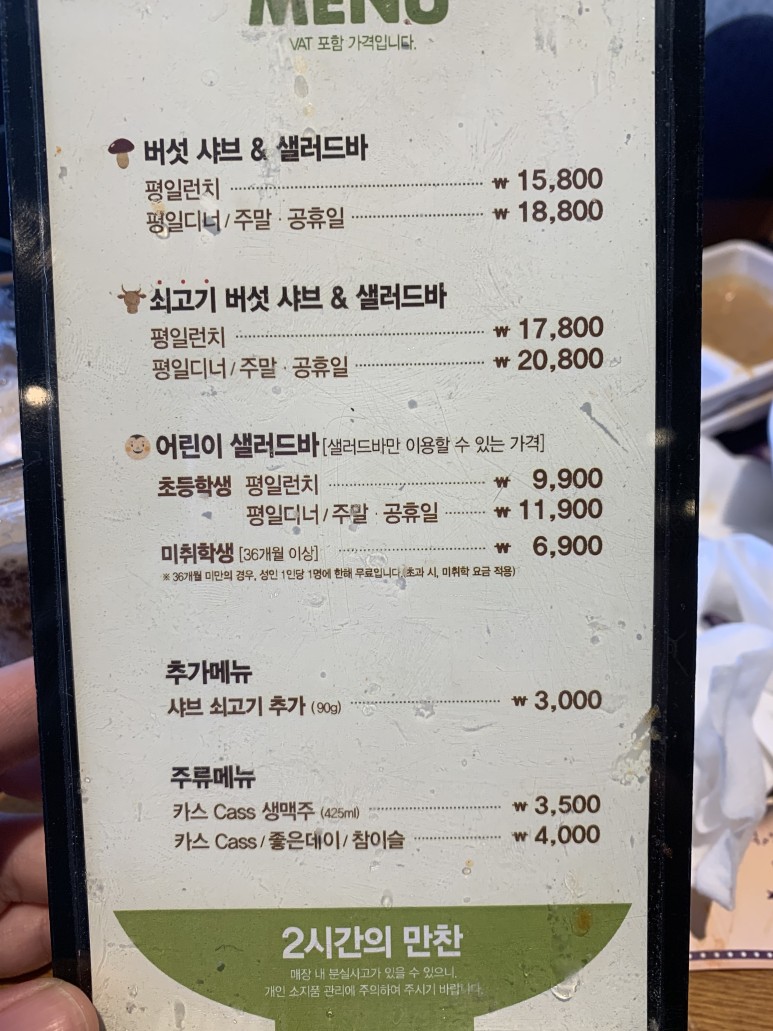 MENU
VAT 포함 가격입니다.
버섯 샤브 & 샐러드바
평일런치 ₩ 15,800
평일디너/주말·공휴일 ₩ 18,800
쇠고기 버섯 샤브 & 샐러드바
평일런치 ₩ 17,800
평일디너/주말·공휴일 ₩ 20,800
어린이 샐러드바 [샐러드바만 이용할 수 있는 가격]
초등학생 평일런치 ₩ 9,900
평일디너/주말·공휴일 ₩ 11,900
미취학생 [36개월 이상] ₩ 6,900
※ 36개월 미만의 경우, 성인 1인당 1명에 한해 무료입니다.(초과 시, 미취학 요금 적용)
추가메뉴
샤브 쇠고기 추가 (90g) ₩ 3,000
주류메뉴
카스 Cass 생맥주 (425ml) ₩ 3,500
카스 Cass/좋은데이/참이슬 ₩ 4,000
2시간의 만찬
매장 내 분실사고가 있을 수 있으니,
개인 소지품 관리에 주의하여 주시기 바랍니다.